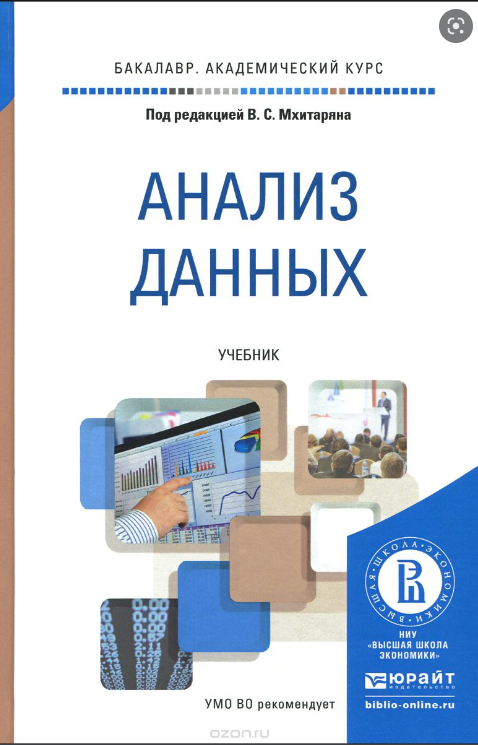 БАКАЛАВР. АКАДЕМИЧЕСКИЙ КУРС
Под редакцией В. С. Мхитаряна
АНАЛИЗ
ДАННЫХ
УЧЕБНИК
ВЫСШАЯ·ШКОЛА·ЭКОНОМИКИ
НИУ
«ВЫСШАЯ ШКОЛА
ЭКОНОМИКИ»
юрайт
издательство
biblio-online.ru
УМО ВО рекомендует
ozon.ru